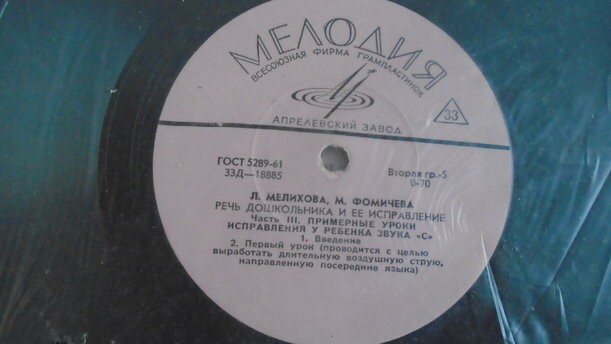 МЕЛОДИЯ
ВСЕСОЮЗНАЯ ФИРМА ГРАМПЛАСТИНОК
33
АПРЕЛЕВСКИЙ ЗАВОД
ГОСТ 5289-61
33Д—18885
Вторая гр.-5
0-70
Л. МЕЛИХОВА, М. ФОМИЧЕВА
РЕЧЬ ДОШКОЛЬНИКА И ЕЕ ИСПРАВЛЕНИЕ
Часть III. ПРИМЕРНЫЕ УРОКИ
ИСПРАВЛЕНИЯ У РЕБЕНКА ЗВУКА «С»
1. Введение
2. Первый урок (проводится с целью
выработать длительную воздушную струю,
направленную посередине языка)